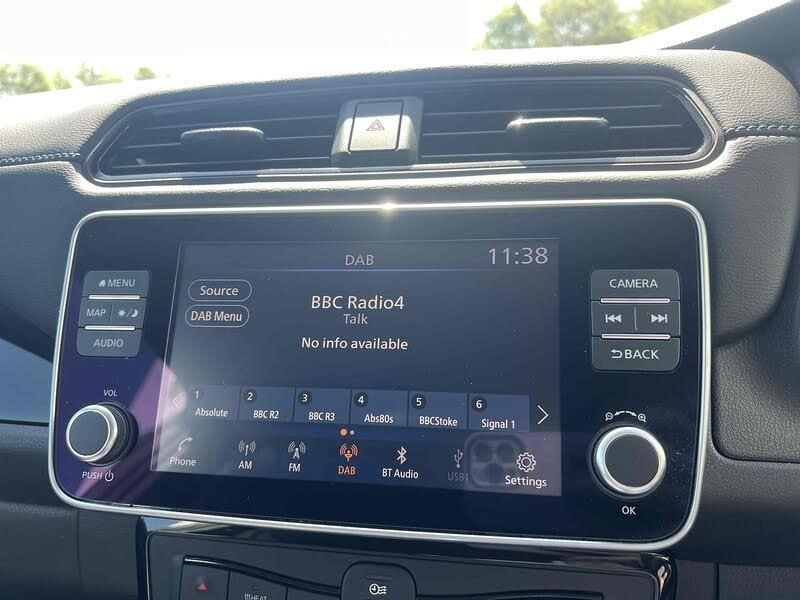 DAB
11:38
Source
DAB Menu
BBC Radio4
Talk
No info available
1 Absolute
2 BBC R2
3 BBC R3
4 Abs80s
5 BBCStoke
6 Signal 1
Phone
AM
FM
DAB
BT Audio
USB1
Settings
MENU
MAP
AUDIO
VOL
PUSH
CAMERA
BACK
OK
HEAT